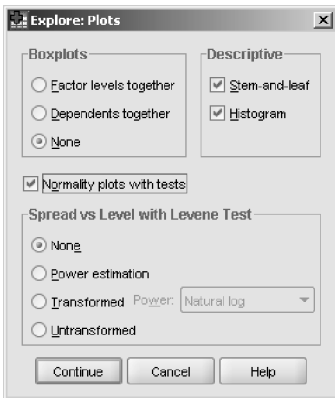 Explore: Plots
Boxplots
Factor levels together
Dependents together
None
Descriptive
Stem-and-leaf
Histogram
Normality plots with tests
Spread vs Level with Levene Test
None
Power estimation
Transformed Power: Natural log
Untransformed
Continue Cancel Help